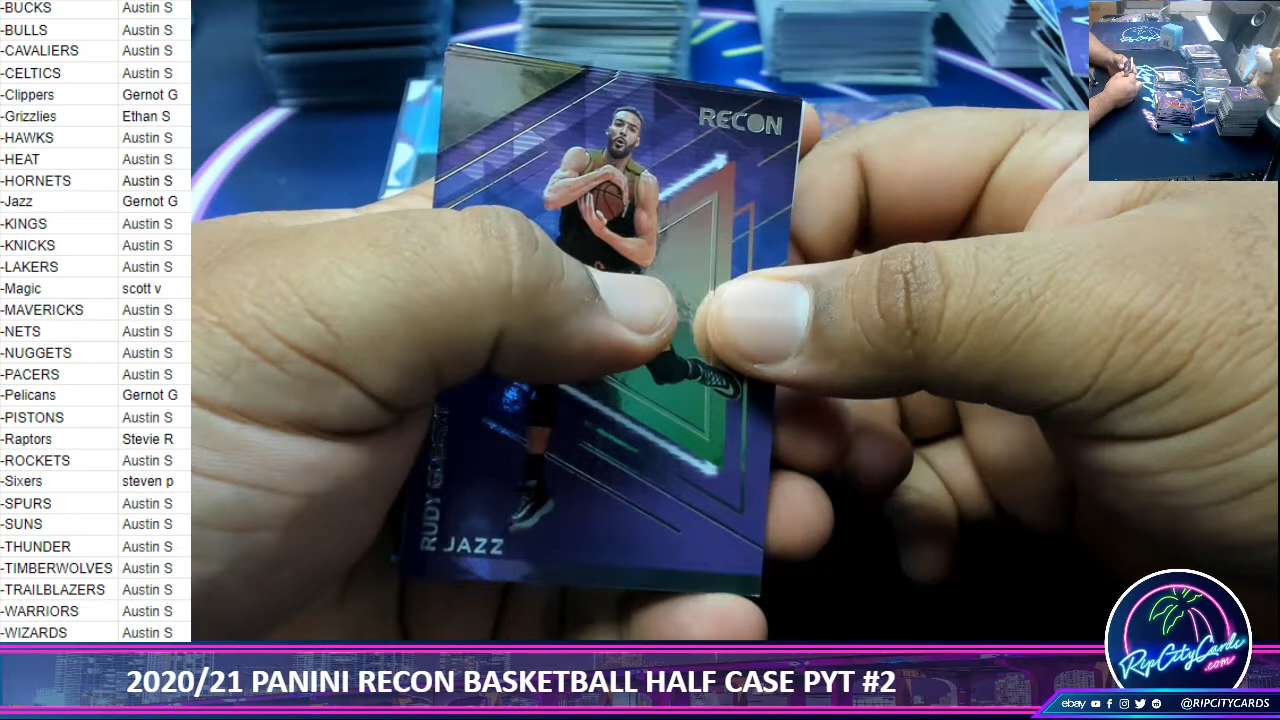 -BUCKS Austin S
-BULLS Austin S
-CAVALIERS Austin S
-CELTICS Austin S
-Clippers Gernot G
-Grizzlies Ethan S
-HAWKS Austin S
-HEAT Austin S
-HORNETS Austin S
-Jazz Gernot G
-KINGS Austin S
-KNICKS Austin S
-LAKERS Austin S
-Magic scott v
-MAVERICKS Austin S
-NETS Austin S
-NUGGETS Austin S
-PACERS Austin S
-Pelicans Gernot G
-PISTONS Austin S
-Raptors Stevie R
-ROCKETS Austin S
-Sixers steven p
-SPURS Austin S
-SUNS Austin S
-THUNDER Austin S
-TIMBERWOLVES Austin S
-TRAILBLAZERS Austin S
-WARRIORS Austin S
-WIZARDS Austin S
RECON
RUDY GOBERT
JAZZ
2020/21 PANINI RECON BASKETBALL HALF CASE PYT #2
RipCityCards
.com
ebay @RIPCITYCARDS